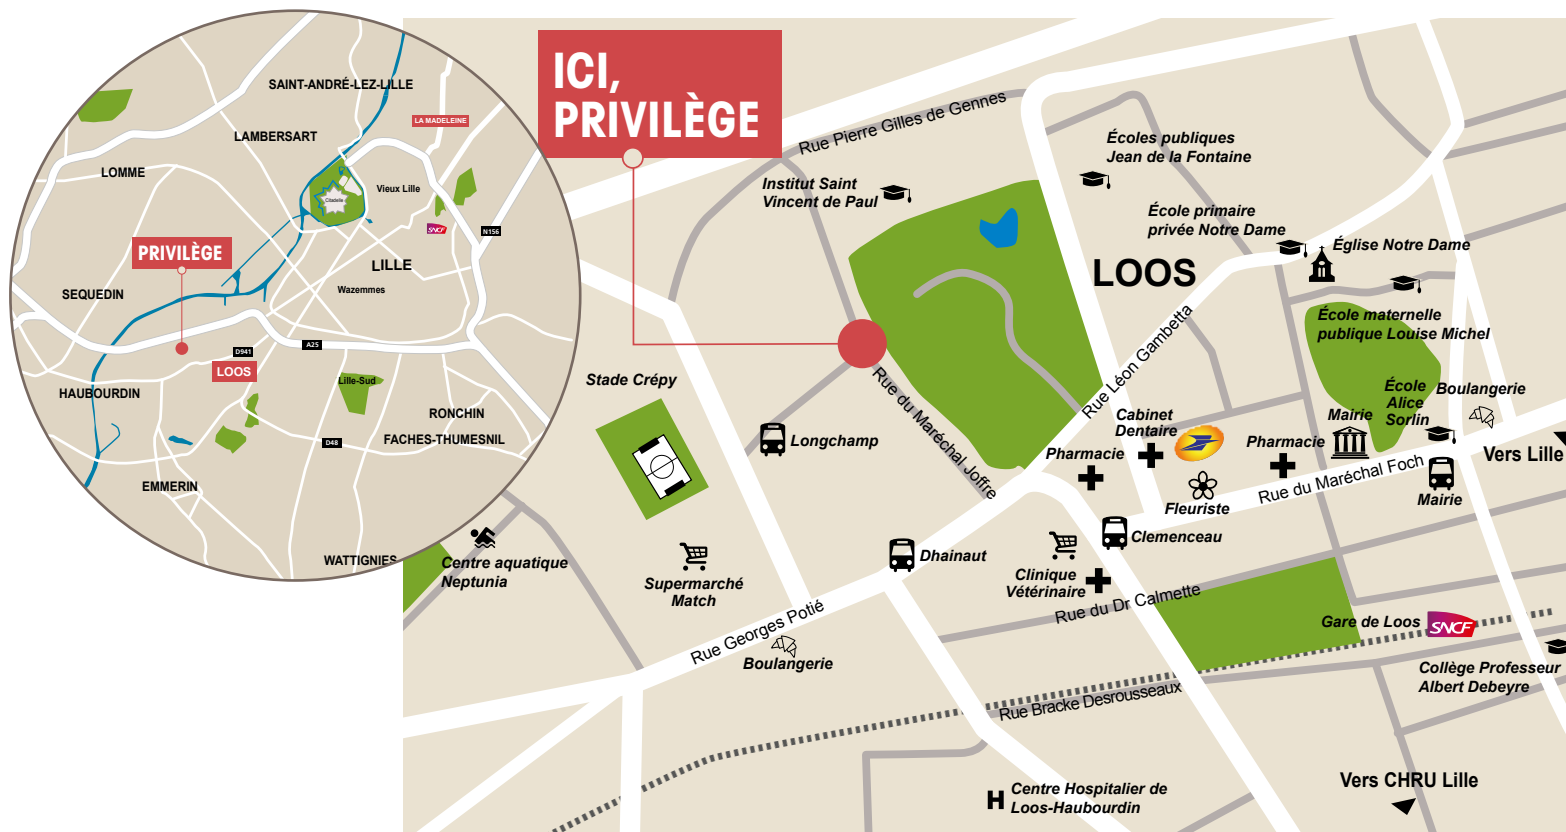 SAINT-ANDRÉ-LEZ-LILLE
LA MADELEINE
LAMBERSART
LOMME
Vieux Lille
Citadelle
SNCF
N156
PRIVILÈGE
LILLE
SEQUEDIN
Wazemmes
A25
D941
LOOS
Lille-Sud
HAUBOURDIN
RONCHIN
D48
FACHES-THUMESNIL
EMMERIN
WATTIGNIES
ICI,
PRIVILÈGE
Rue Pierre Gilles de Gennes
Écoles publiques
Jean de la Fontaine
Institut Saint
Vincent de Paul
École primaire
privée Notre Dame
Église Notre Dame
LOOS
École maternelle
publique Louise Michel
Rue Léon Gambetta
Stade Crépy
Rue du Maréchal Joffre
École
Alice
Sorlin
Boulangerie
Cabinet
Dentaire
Mairie
Longchamp
Pharmacie
Pharmacie
Vers Lille
Rue du Maréchal Foch
Mairie
Fleuriste
Clemenceau
Dhainaut
Centre aquatique
Neptunia
Supermarché
Match
Clinique
Vétérinaire
Rue du Dr Calmette
Rue Georges Potié
Gare de Loos
SNCF
Boulangerie
Collège Professeur
Albert Debeyre
Rue Bracke Desrousseaux
Vers CHRU Lille
H
Centre Hospitalier de
Loos-Haubourdin